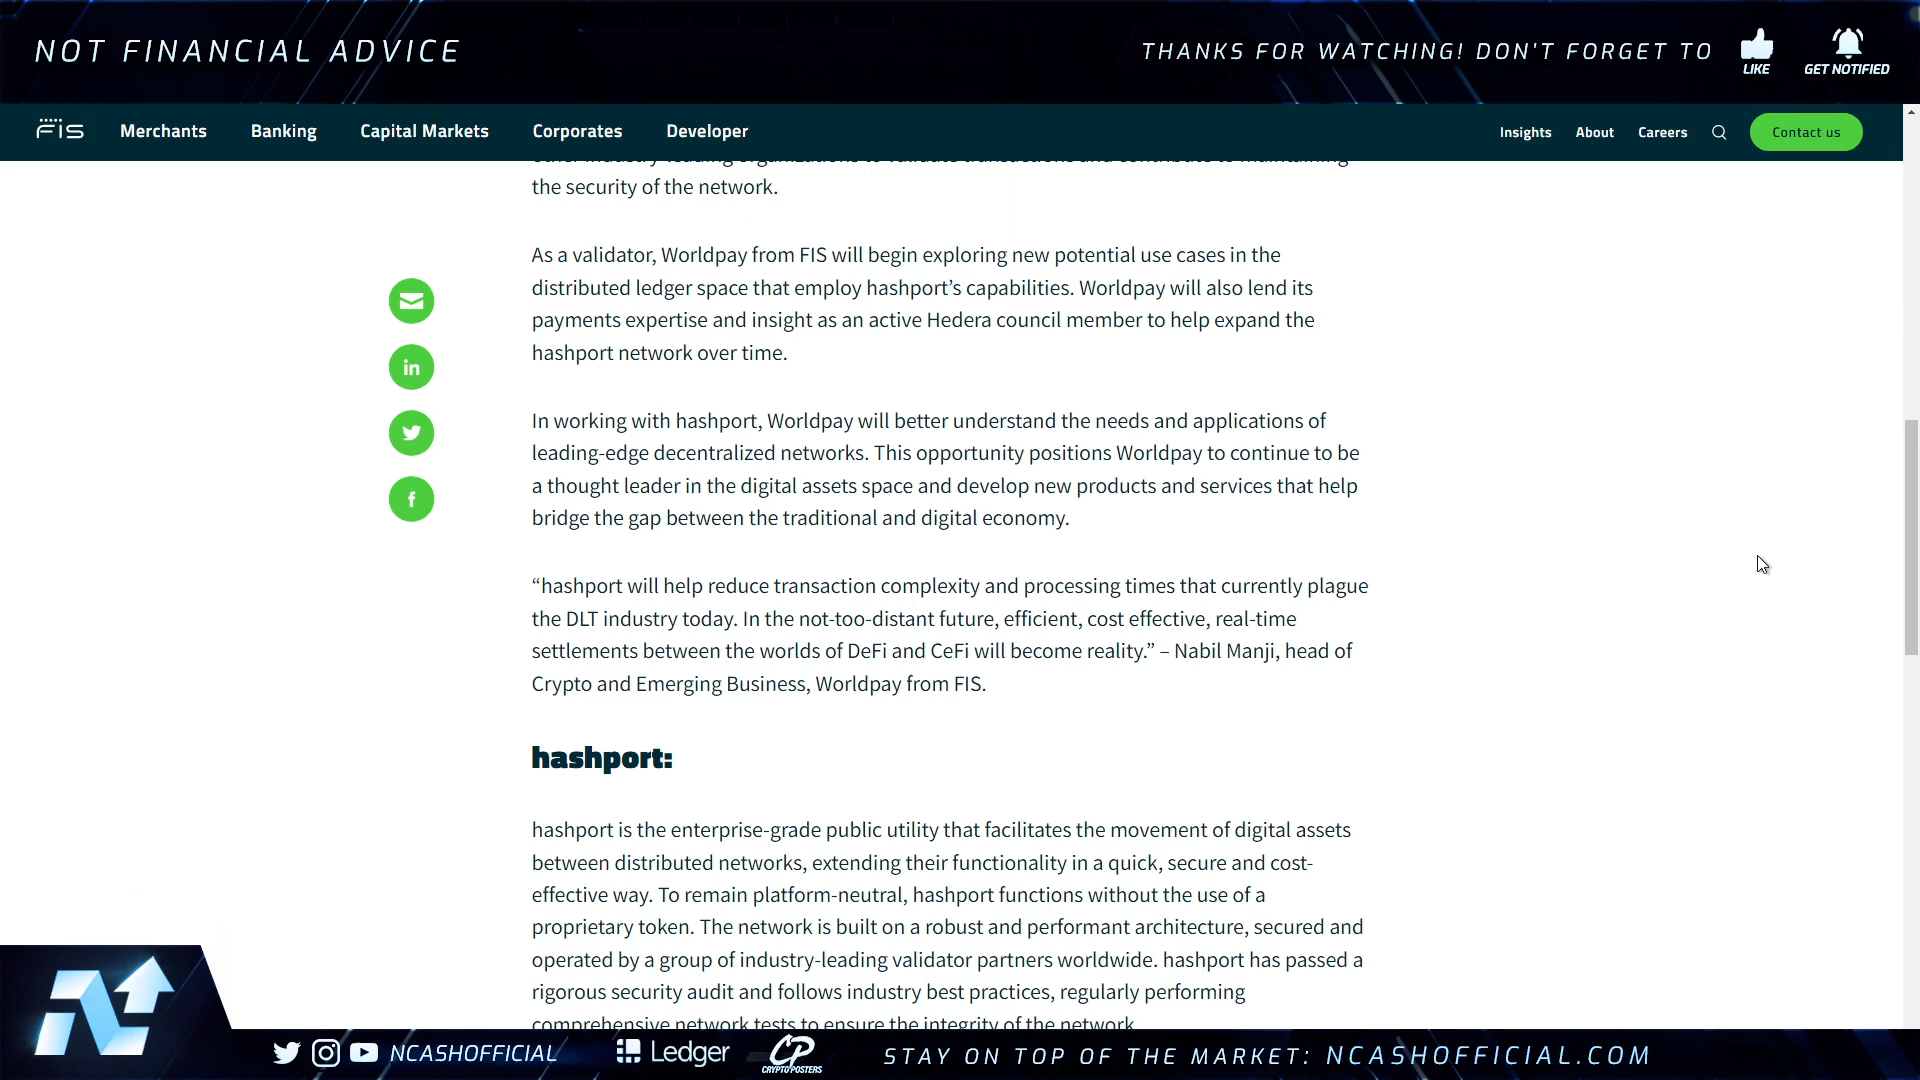 NOT FINANCIAL ADVICE
THANKS FOR WATCHING! DON'T FORGET TO
LIKE
GET NOTIFIED
FIS
Merchants
Banking
Capital Markets
Corporates
Developer
Insights
About
Careers
Contact us
the security of the network.
As a validator, Worldpay from FIS will begin exploring new potential use cases in the
distributed ledger space that employ hashport’s capabilities. Worldpay will also lend its
payments expertise and insight as an active Hedera council member to help expand the
hashport network over time.
In working with hashport, Worldpay will better understand the needs and applications of
leading-edge decentralized networks. This opportunity positions Worldpay to continue to be
a thought leader in the digital assets space and develop new products and services that help
bridge the gap between the traditional and digital economy.
“hashport will help reduce transaction complexity and processing times that currently plague
the DLT industry today. In the not-too-distant future, efficient, cost effective, real-time
settlements between the worlds of DeFi and CeFi will become reality.” – Nabil Manji, head of
Crypto and Emerging Business, Worldpay from FIS.
hashport:
hashport is the enterprise-grade public utility that facilitates the movement of digital assets
between distributed networks, extending their functionality in a quick, secure and cost-
effective way. To remain platform-neutral, hashport functions without the use of a
proprietary token. The network is built on a robust and performant architecture, secured and
operated by a group of industry-leading validator partners worldwide. hashport has passed a
rigorous security audit and follows industry best practices, regularly performing
comprehensive network tests to ensure the integrity of the network.
NCASHOFFICIAL
Ledger
CP
CRYPTOPOSTERS
STAY ON TOP OF THE MARKET: NCASHOFFICIAL.COM